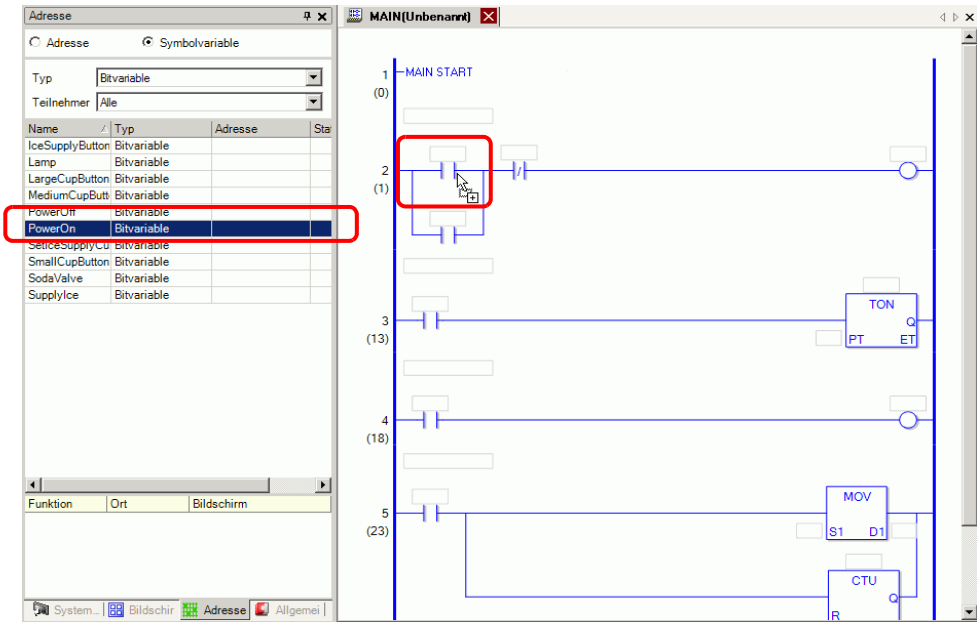 Adresse
Adresse Symbolvariable
Typ Bitvariable
Teilnehmer Alle
Name Typ Adresse Sta
IceSupplyButton Bitvariable
Lamp Bitvariable
LargeCupButton Bitvariable
MediumCupButt Bitvariable
PowerOff Bitvariable
PowerOn Bitvariable
SetIceSupplyCu Bitvariable
SmallCupButton Bitvariable
SodaValve Bitvariable
SupplyIce Bitvariable
Funktion Ort Bildschirm
System... Bildschir Adresse Allgemei
MAIN(Unbenannt)
1 MAIN START
(0)
2
(1)
3
(13)
TON
Q
PT ET
4
(18)
5
(23)
MOV
S1 D1
CTU
Q
R